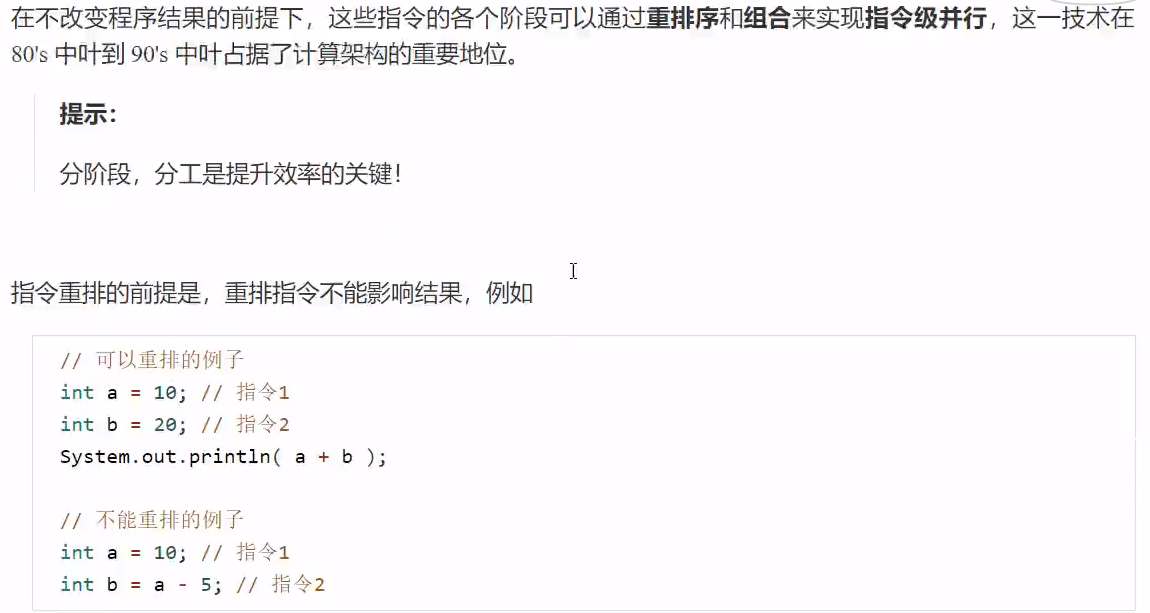 在不改变程序结果的前提下，这些指令的各个阶段可以通过重排序和组合来实现指令级并行，这一技术在
80's 中叶到 90's 中叶占据了计算架构的重要地位。
提示：
分阶段，分工是提升效率的关键！
指令重排的前提是，重排指令不能影响结果，例如
// 可以重排的例子
int a = 10; // 指令1
int b = 20; // 指令2
System.out.println( a + b );
// 不能重排的例子
int a = 10; // 指令1
int b = a - 5; // 指令2